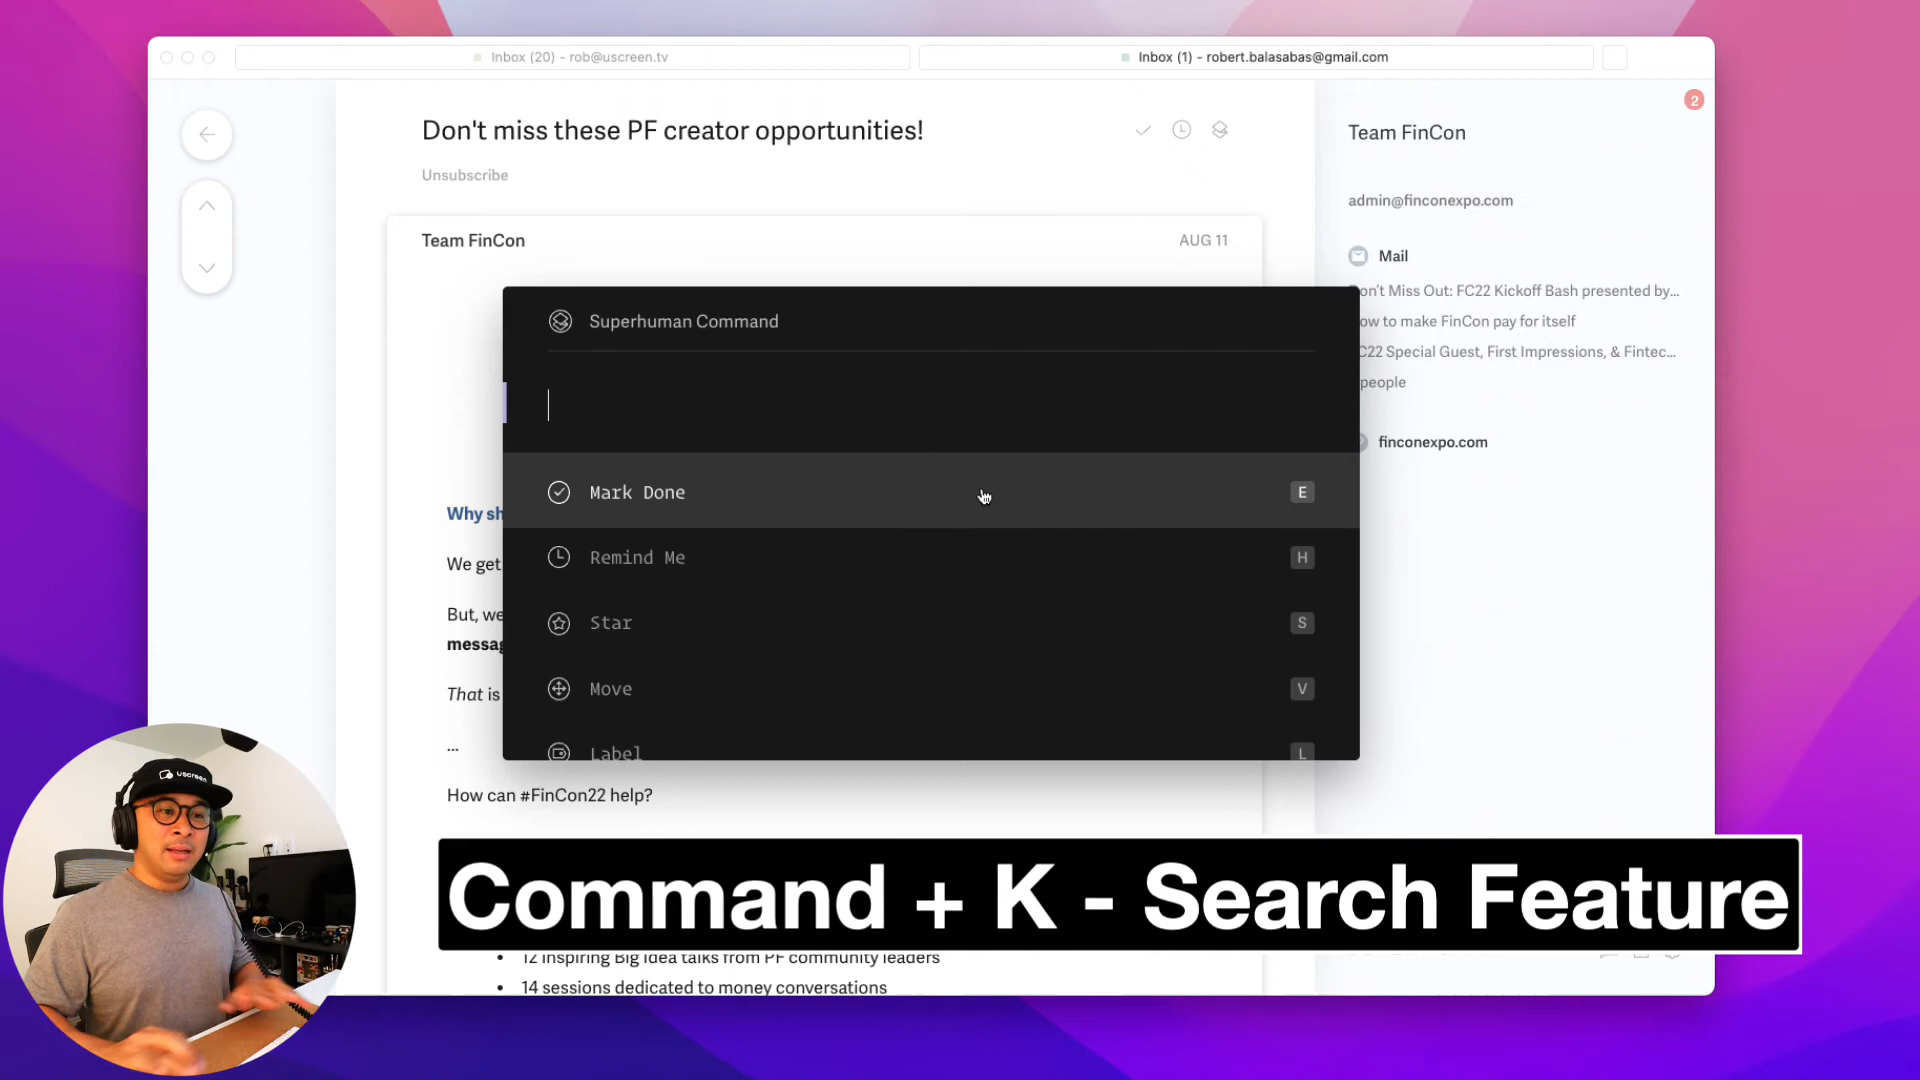 Inbox (20) - rob@uscreen.tv
Inbox (1) - robert.balasabas@gmail.com
Don't miss these PF creator opportunities!
Unsubscribe
Team FinCon
AUG 11
2
Team FinCon
admin@finconexpo.com
Mail
on't Miss Out: FC22 Kickoff Bash presented by...
ow to make FinCon pay for itself
C22 Special Guest, First Impressions, & Fintec...
people
finconexpo.com
Superhuman Command
Mark Done E
Remind Me H
Star S
Move V
Label L
Why sh
We get
But, we
messag
That is
...
How can #FinCon22 help?
Command + K - Search Feature
12 inspiring Big Idea talks from PF community leaders
14 sessions dedicated to money conversations
uscreen